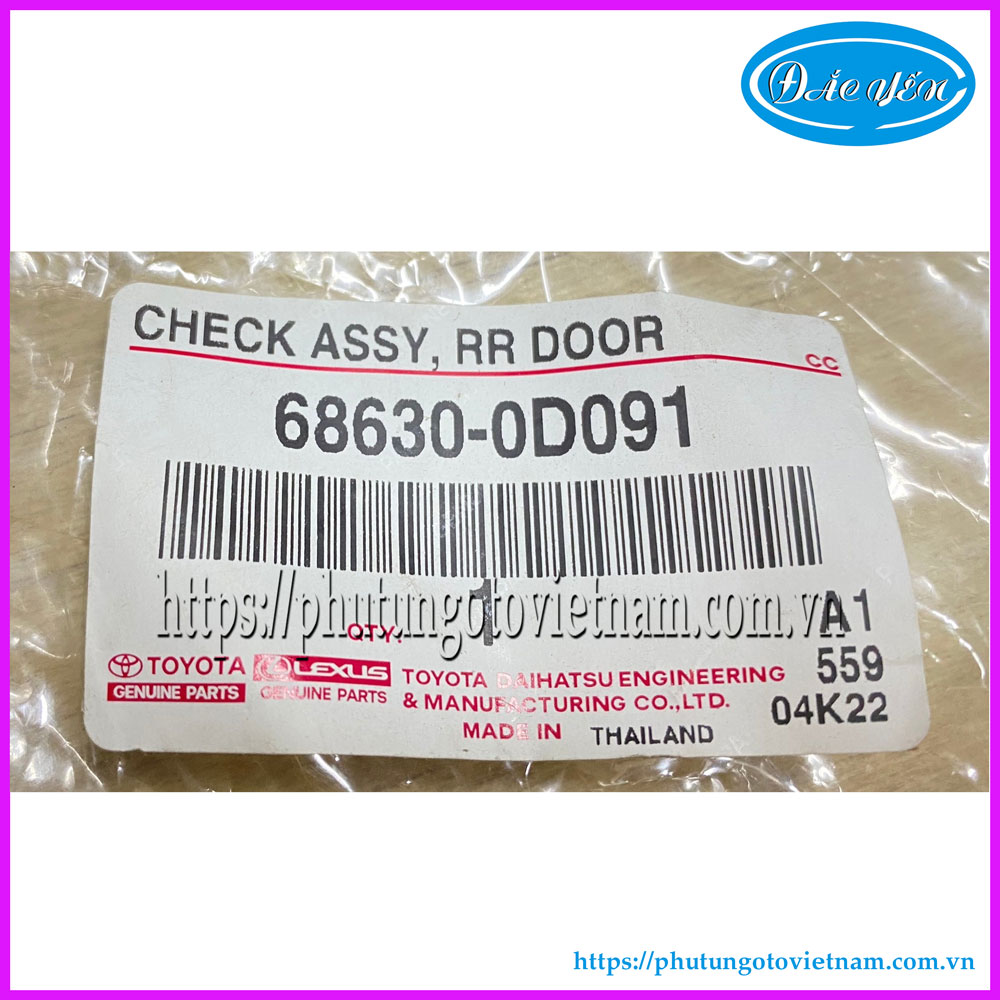 ĐẮC YẾN
CHECK ASSY, RR DOOR
CC
68630-0D091
https://phutungotovietnam.com.vn
QTY. 1 A1
TOYOTA LEXUS TOYOTA DAIHATSU ENGINEERING 559
GENUINE PARTS GENUINE PARTS & MANUFACTURING CO.,LTD. 04K22
MADE IN THAILAND
https://phutungotovietnam.com.vn